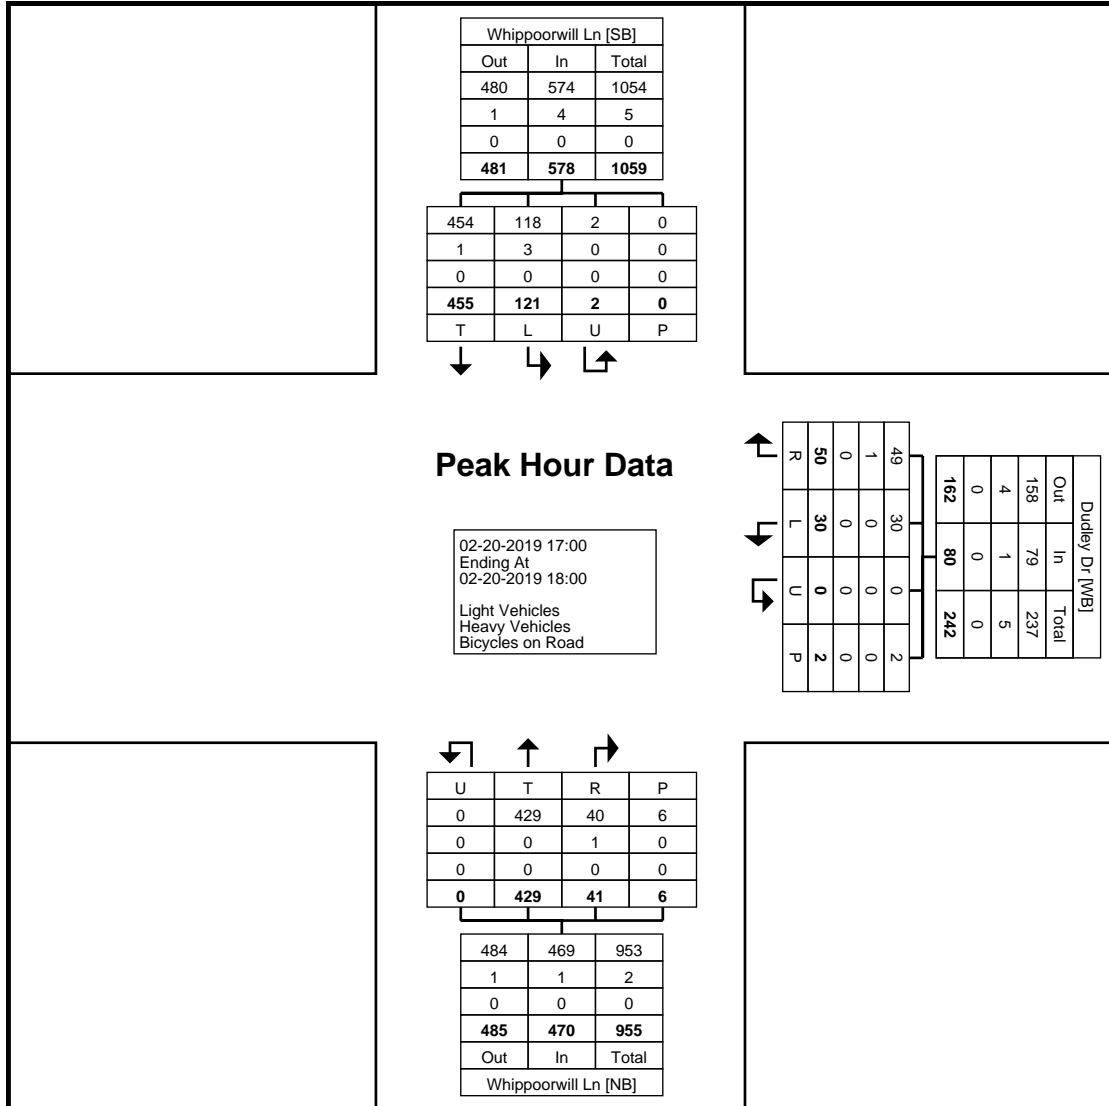 Whippoorwill Ln [SB]
Out In Total
480 574 1054
1 4 5
0 0 0
481 578 1059
454 118 2 0
1 3 0 0
0 0 0 0
455 121 2 0
T L U P
Peak Hour Data
02-20-2019 17:00
Ending At
02-20-2019 18:00
Light Vehicles
Heavy Vehicles
Bicycles on Road
Dudley Dr [WB]
Out In Total
158 79 237
4 1 5
0 0 0
162 80 242
49 30 0 2
1 0 0 0
0 0 0 0
50 30 0 2
R L U P
U T R P
0 429 40 6
0 0 1 0
0 0 0 0
0 429 41 6
484 469 953
1 1 2
0 0 0
485 470 955
Out In Total
Whippoorwill Ln [NB]